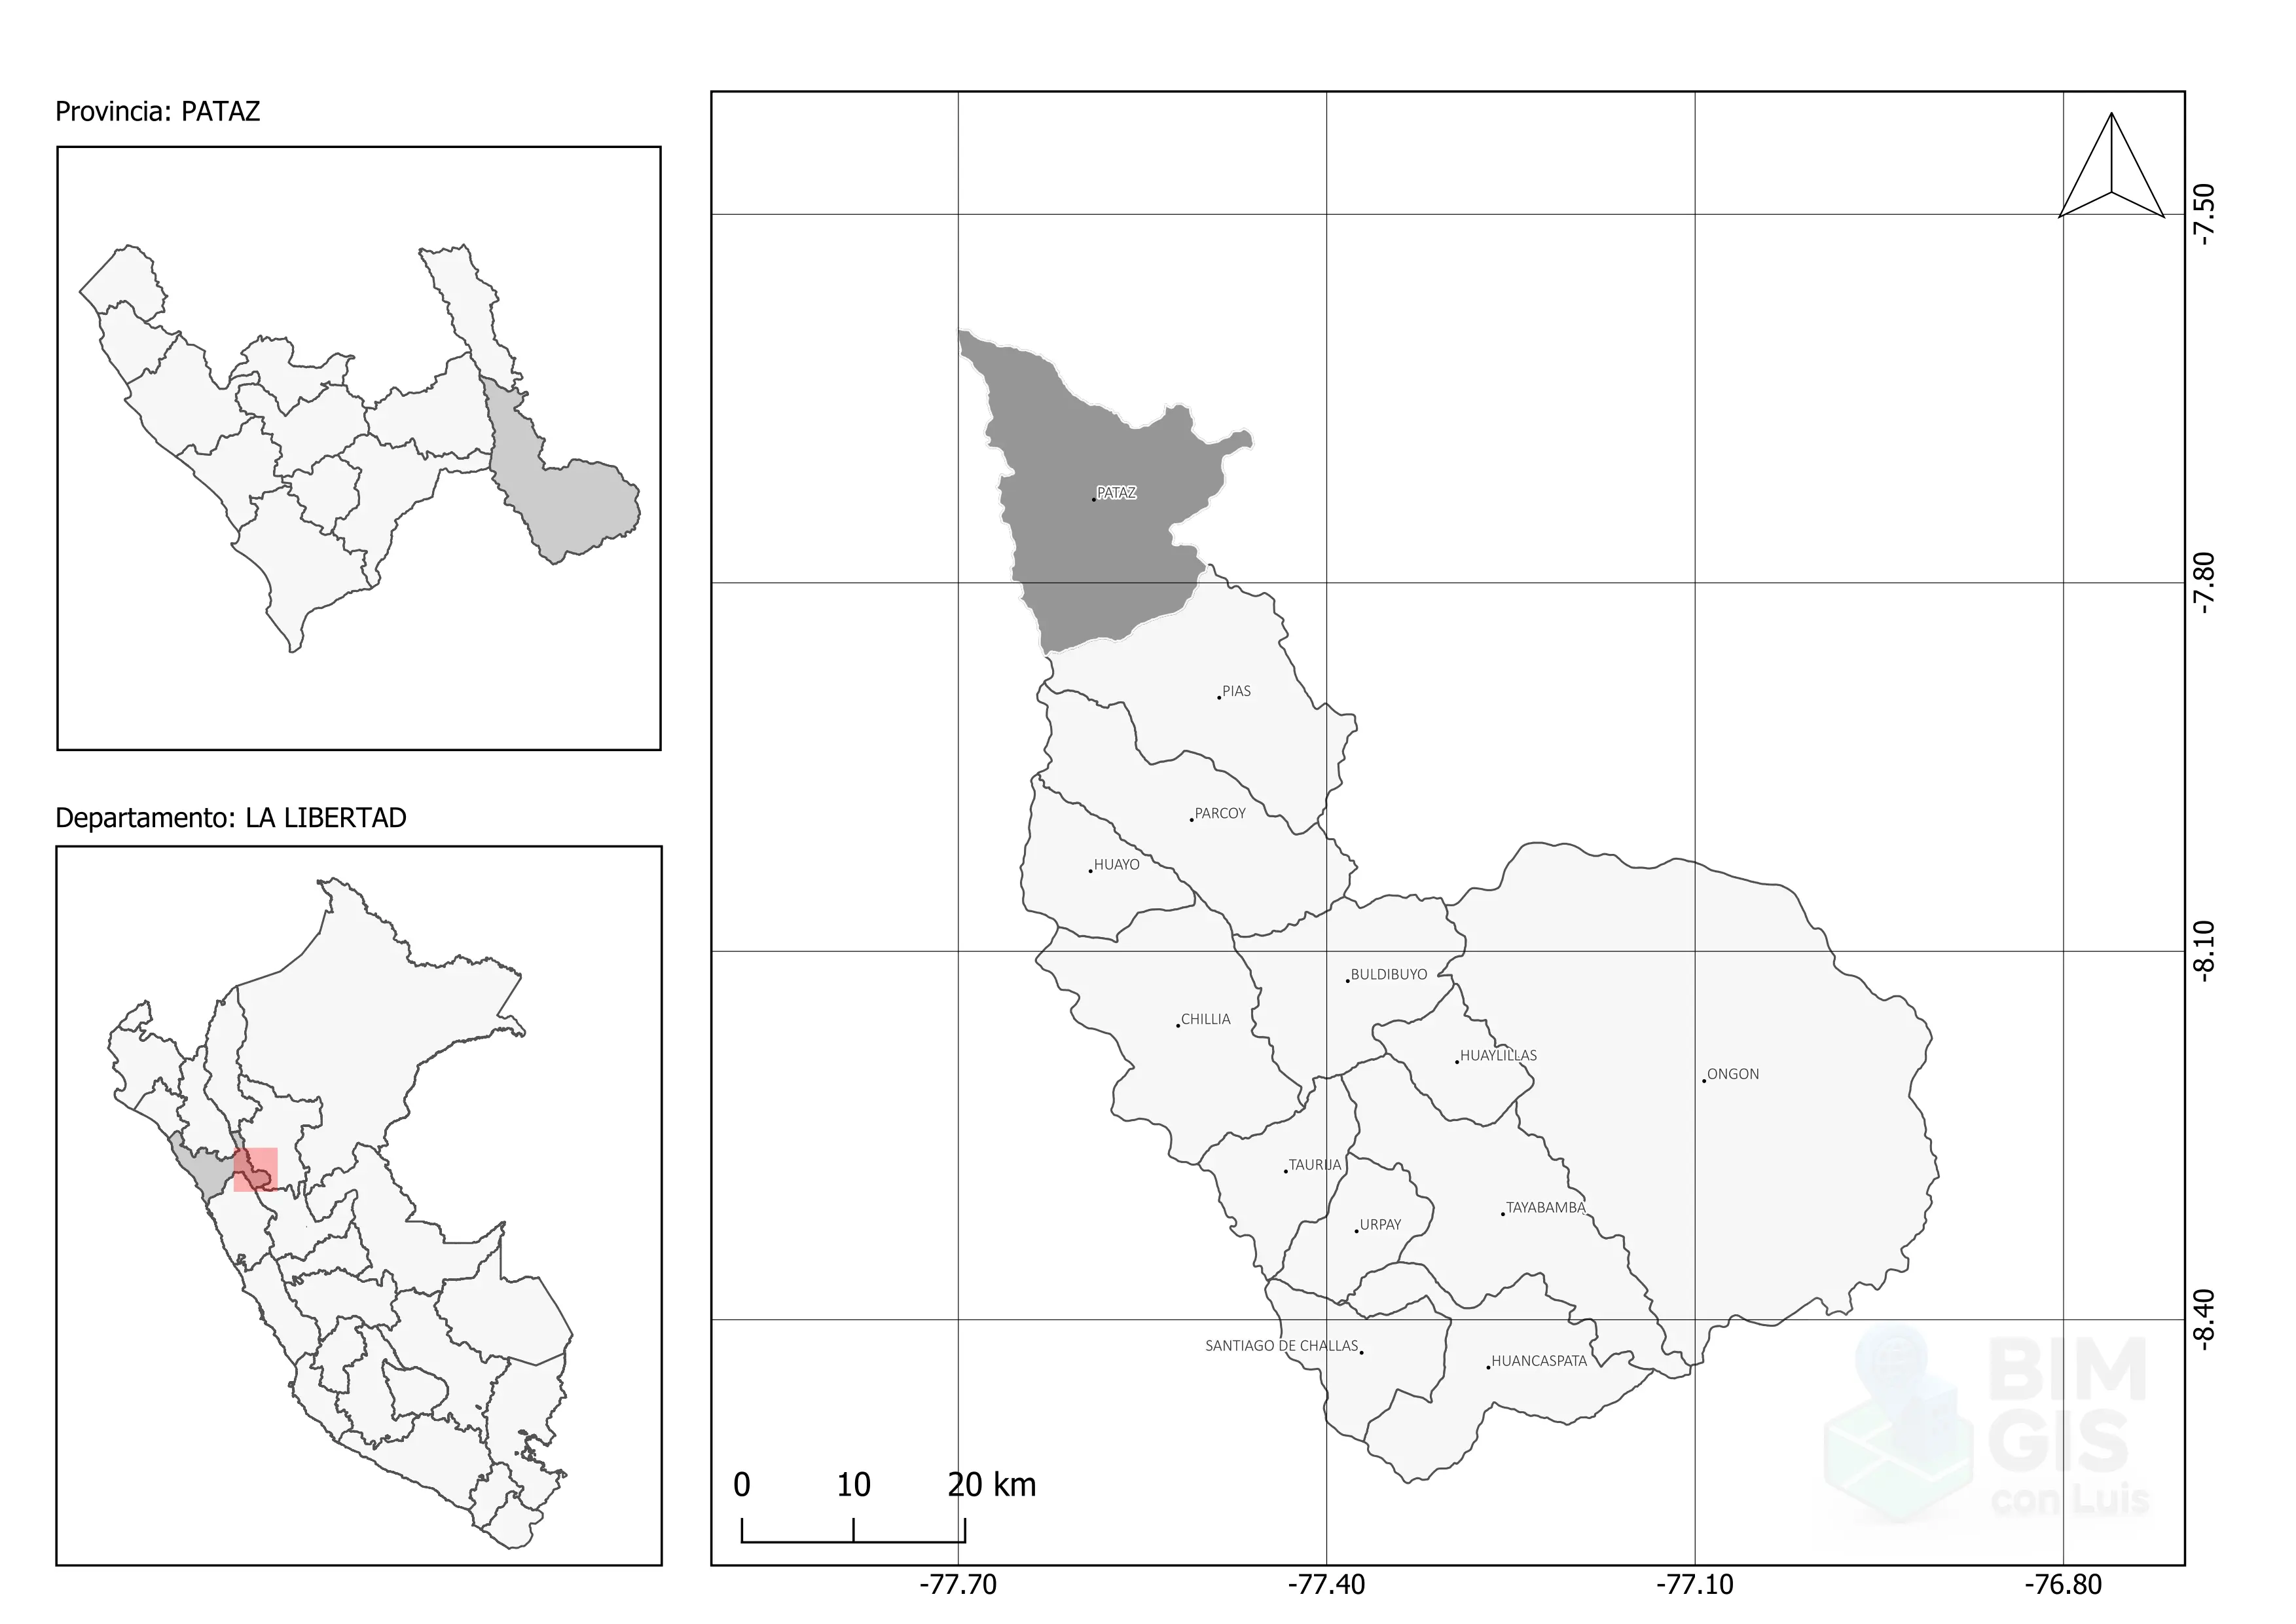 Provincia: PATAZ
Departamento: LA LIBERTAD
-7.50
-7.80
-8.10
-8.40
PATAZ
PIAS
PARCOY
HUAYO
BULDIBUYO
CHILLIA
HUAYLILLAS
ONGON
TAURIJA
TAYABAMBA
URPAY
SANTIAGO DE CHALLAS
HUANCASPATA
BIM
GIS
con Luis
0 10 20 km
-77.70 -77.40 -77.10 -76.80